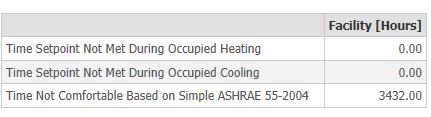 Facility [Hours]
Time Setpoint Not Met During Occupied Heating 0.00
Time Setpoint Not Met During Occupied Cooling 0.00
Time Not Comfortable Based on Simple ASHRAE 55-2004 3432.00